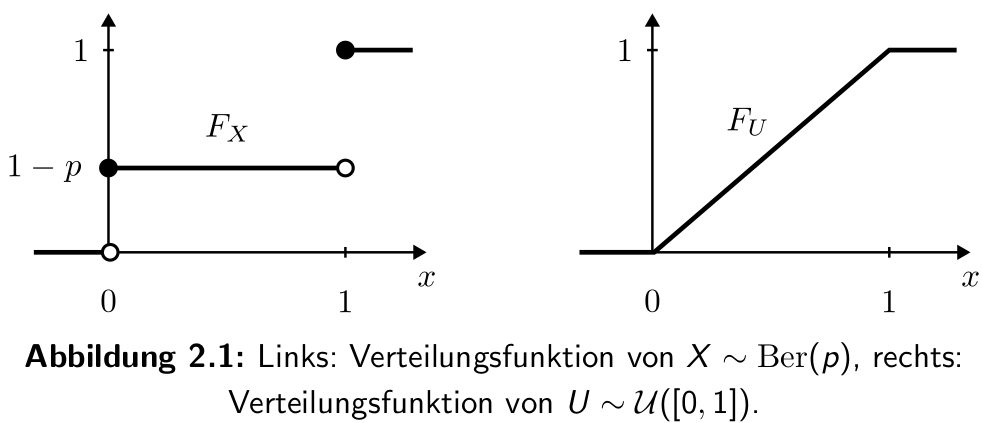 1
F_X
1 − p
x
0
1
1
F_U
x
0
1
Abbildung 2.1: Links: Verteilungsfunktion von X ∼ Ber(p), rechts:
Verteilungsfunktion von U ∼ 𝒰([0, 1]).